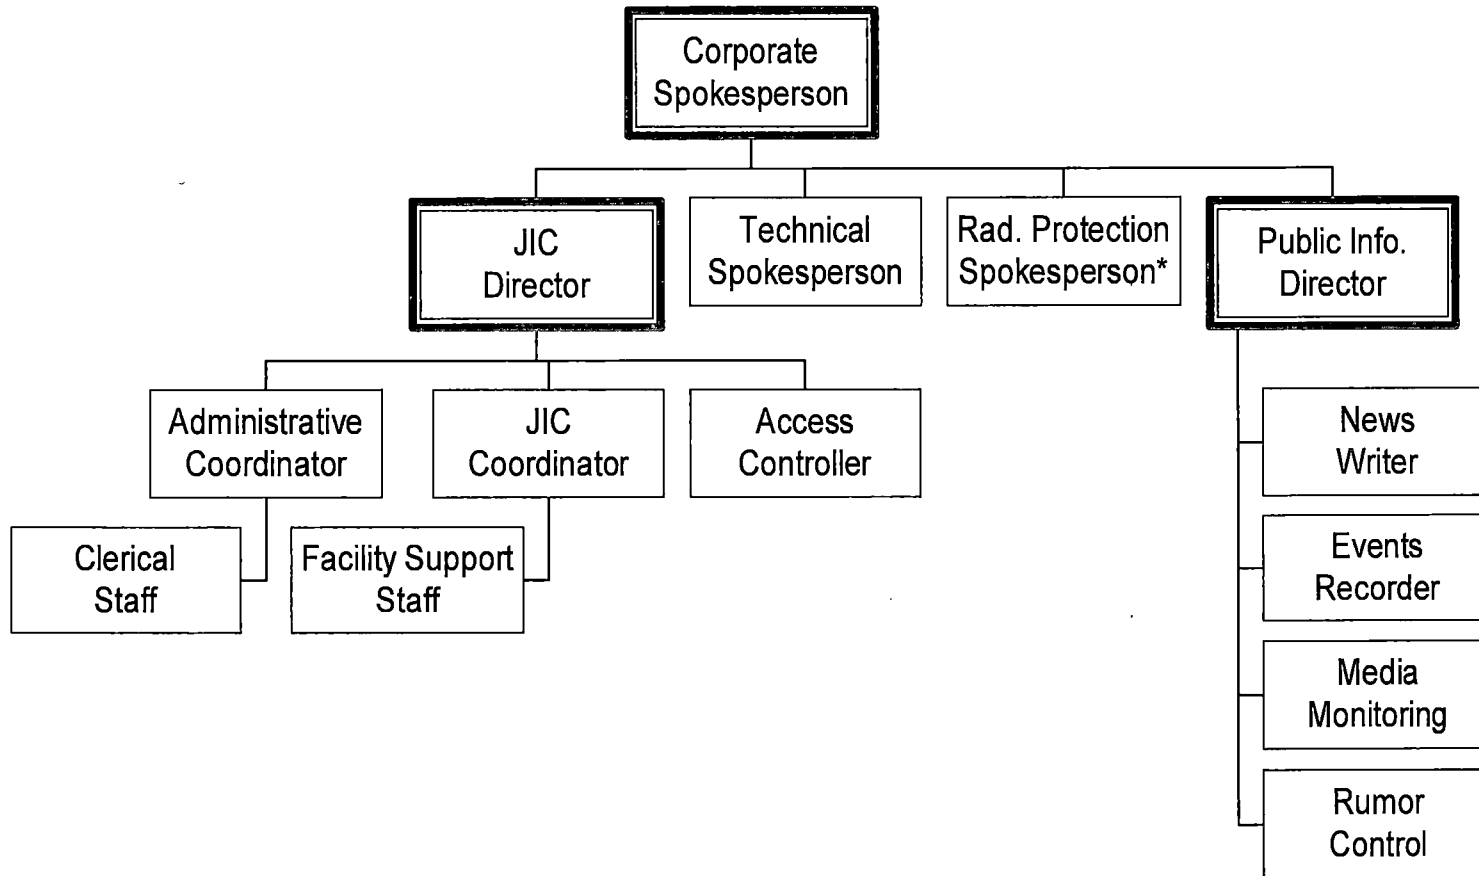 Corporate
Spokesperson
JIC
Director
Technical
Spokesperson
Rad. Protection
Spokesperson*
Public Info.
Director
Administrative
Coordinator
JIC
Coordinator
Access
Controller
News
Writer
Clerical
Staff
Facility Support
Staff
Events
Recorder
Media
Monitoring
Rumor
Control